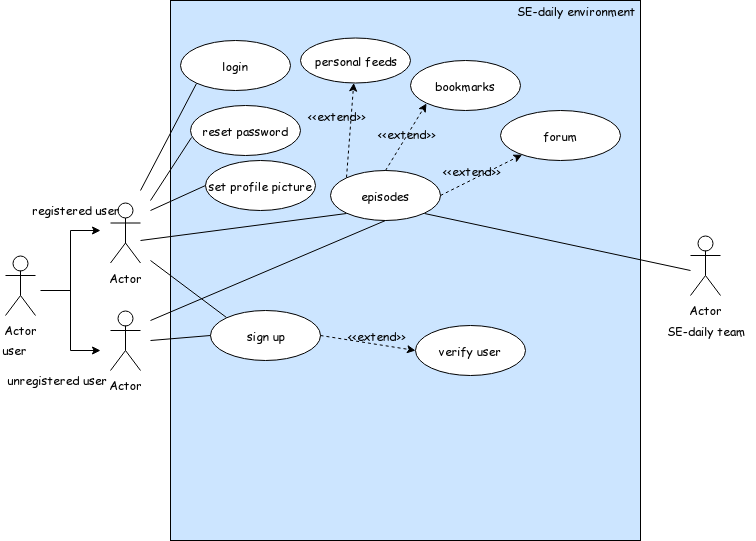 SE-daily environment
login
personal feeds
bookmarks
<<extend>>
<<extend>>
reset password
forum
<<extend>>
set profile picture
episodes
registered user
Actor
Actor
SE-daily team
Actor
user
sign up
<<extend>>
verify user
unregistered user
Actor